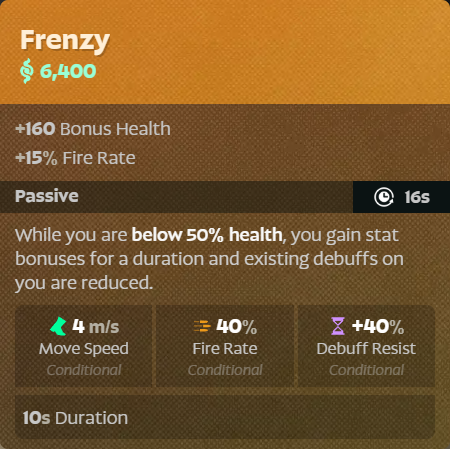 Frenzy
6,400
+160 Bonus Health
+15% Fire Rate
Passive
16s
While you are below 50% health, you gain stat
bonuses for a duration and existing debuffs on
you are reduced.
4 m/s
Move Speed
Conditional
40%
Fire Rate
Conditional
+40%
Debuff Resist
Conditional
10s Duration